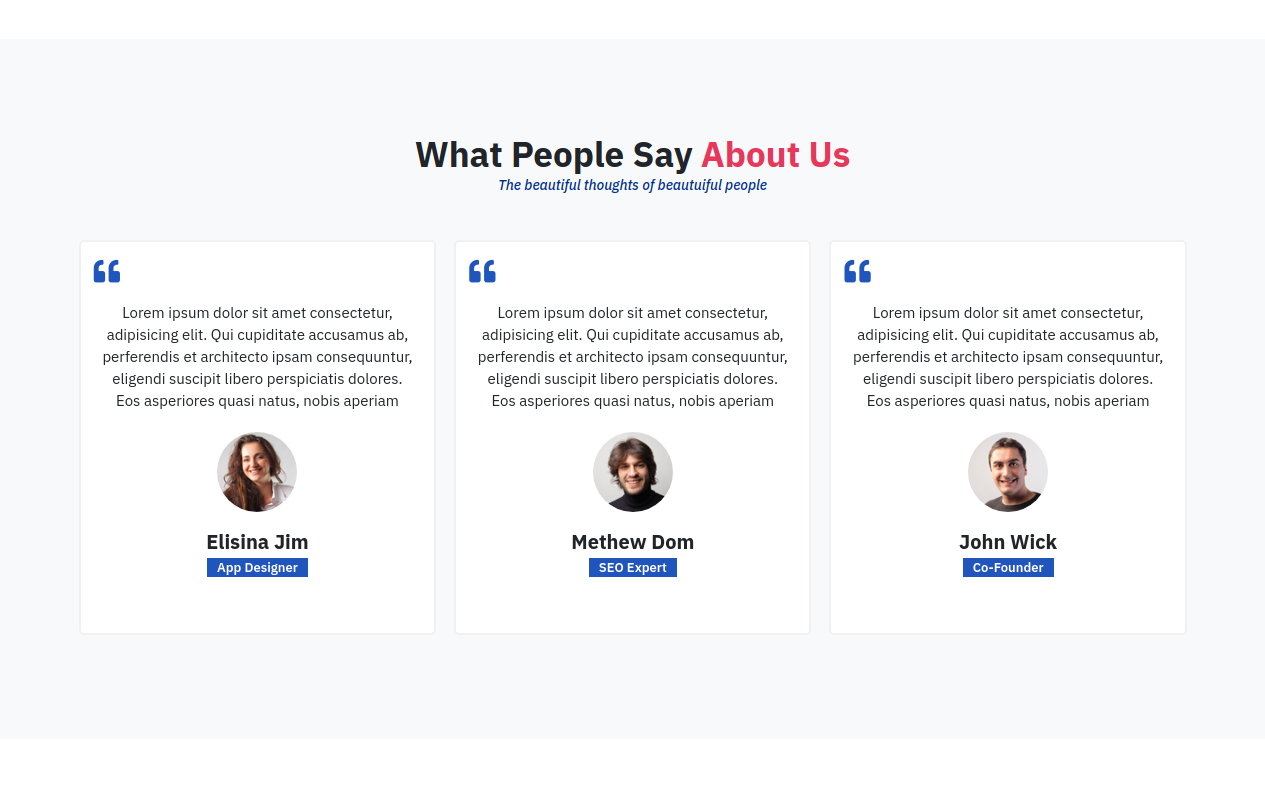 What People Say About Us
The beautiful thoughts of beautuiful people
Lorem ipsum dolor sit amet consectetur,
adipisicing elit. Qui cupiditate accusamus ab,
perferendis et architecto ipsam consequuntur,
eligendi suscipit libero perspiciatis dolores.
Eos asperiores quasi natus, nobis aperiam
Elisina Jim
App Designer
Lorem ipsum dolor sit amet consectetur,
adipisicing elit. Qui cupiditate accusamus ab,
perferendis et architecto ipsam consequuntur,
eligendi suscipit libero perspiciatis dolores.
Eos asperiores quasi natus, nobis aperiam
Methew Dom
SEO Expert
Lorem ipsum dolor sit amet consectetur,
adipisicing elit. Qui cupiditate accusamus ab,
perferendis et architecto ipsam consequuntur,
eligendi suscipit libero perspiciatis dolores.
Eos asperiores quasi natus, nobis aperiam
John Wick
Co-Founder